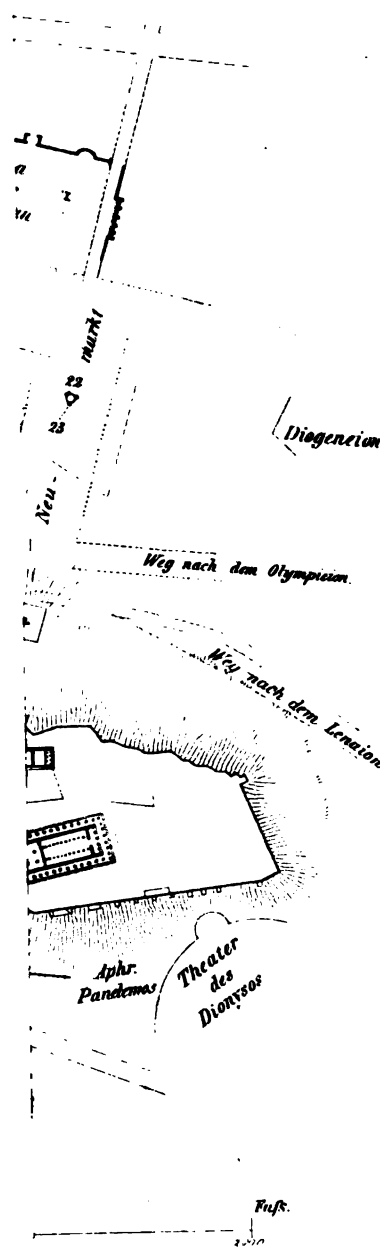 markt
22
23
Neu-
Diogeneion
Weg nach dem Olympieion.
Weg nach dem Lenaion
Aphr.
Pandemos
Theater
des
Dionysos
Fuß.